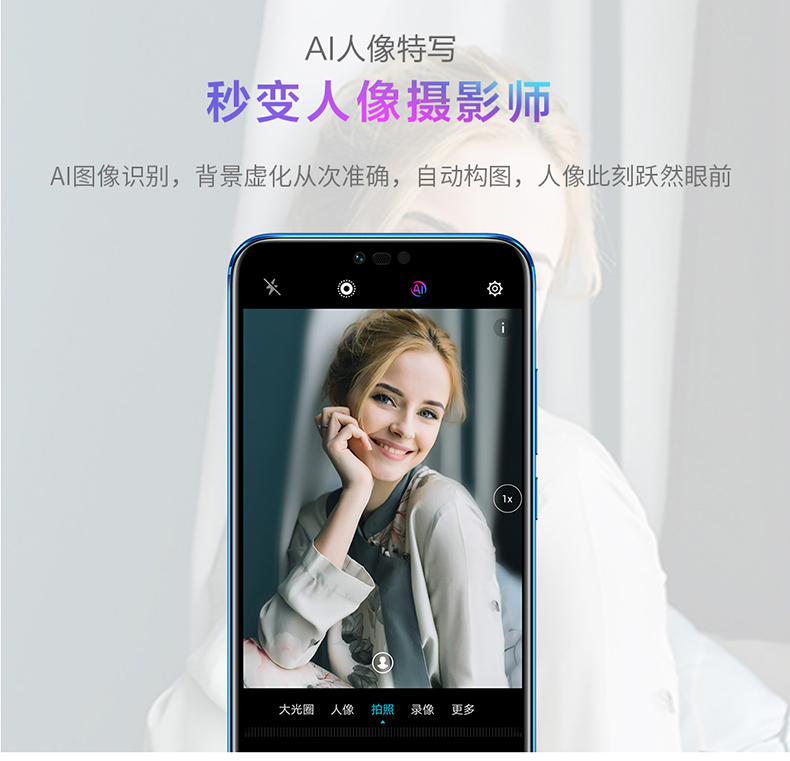 AI人像特写
秒变人像摄影师
AI图像识别，背景虚化从次准确，自动构图，人像此刻跃然眼前
AI
i
1x
大光圈 人像 拍照 录像 更多